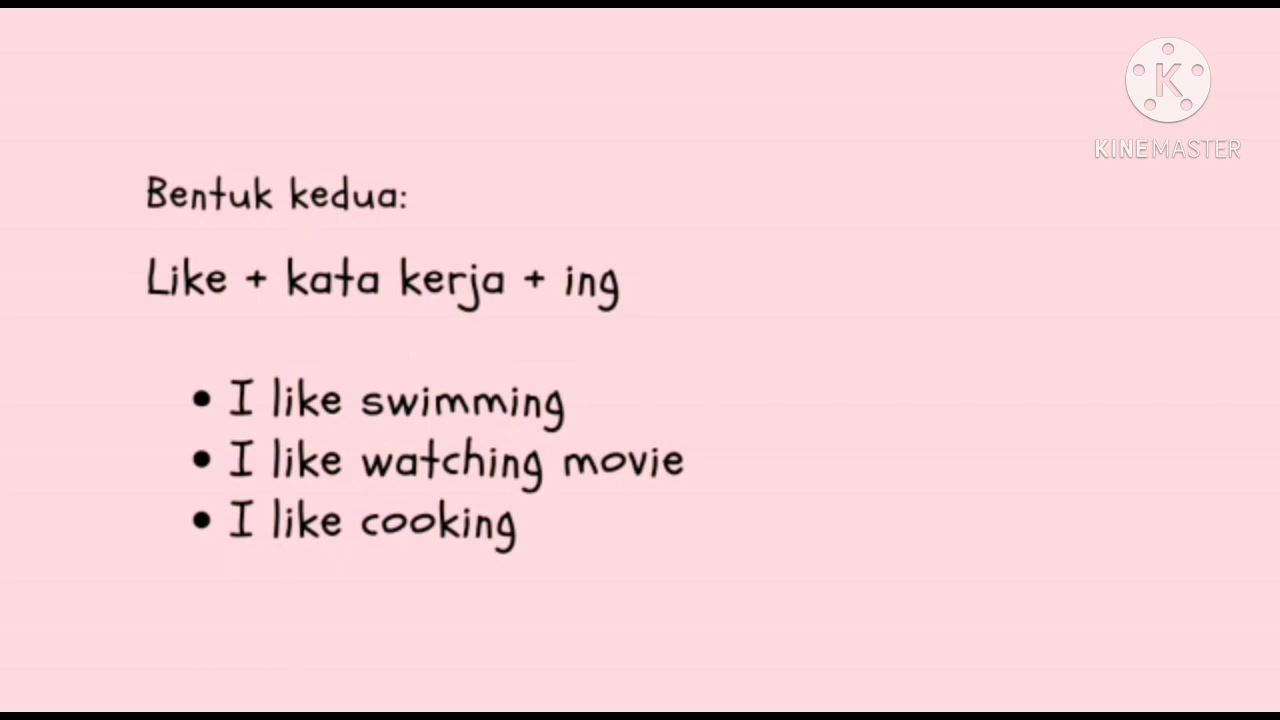 K
KINEMASTER
Bentuk kedua:
Like + kata kerja + ing
• I like swimming
• I like watching movie
• I like cooking